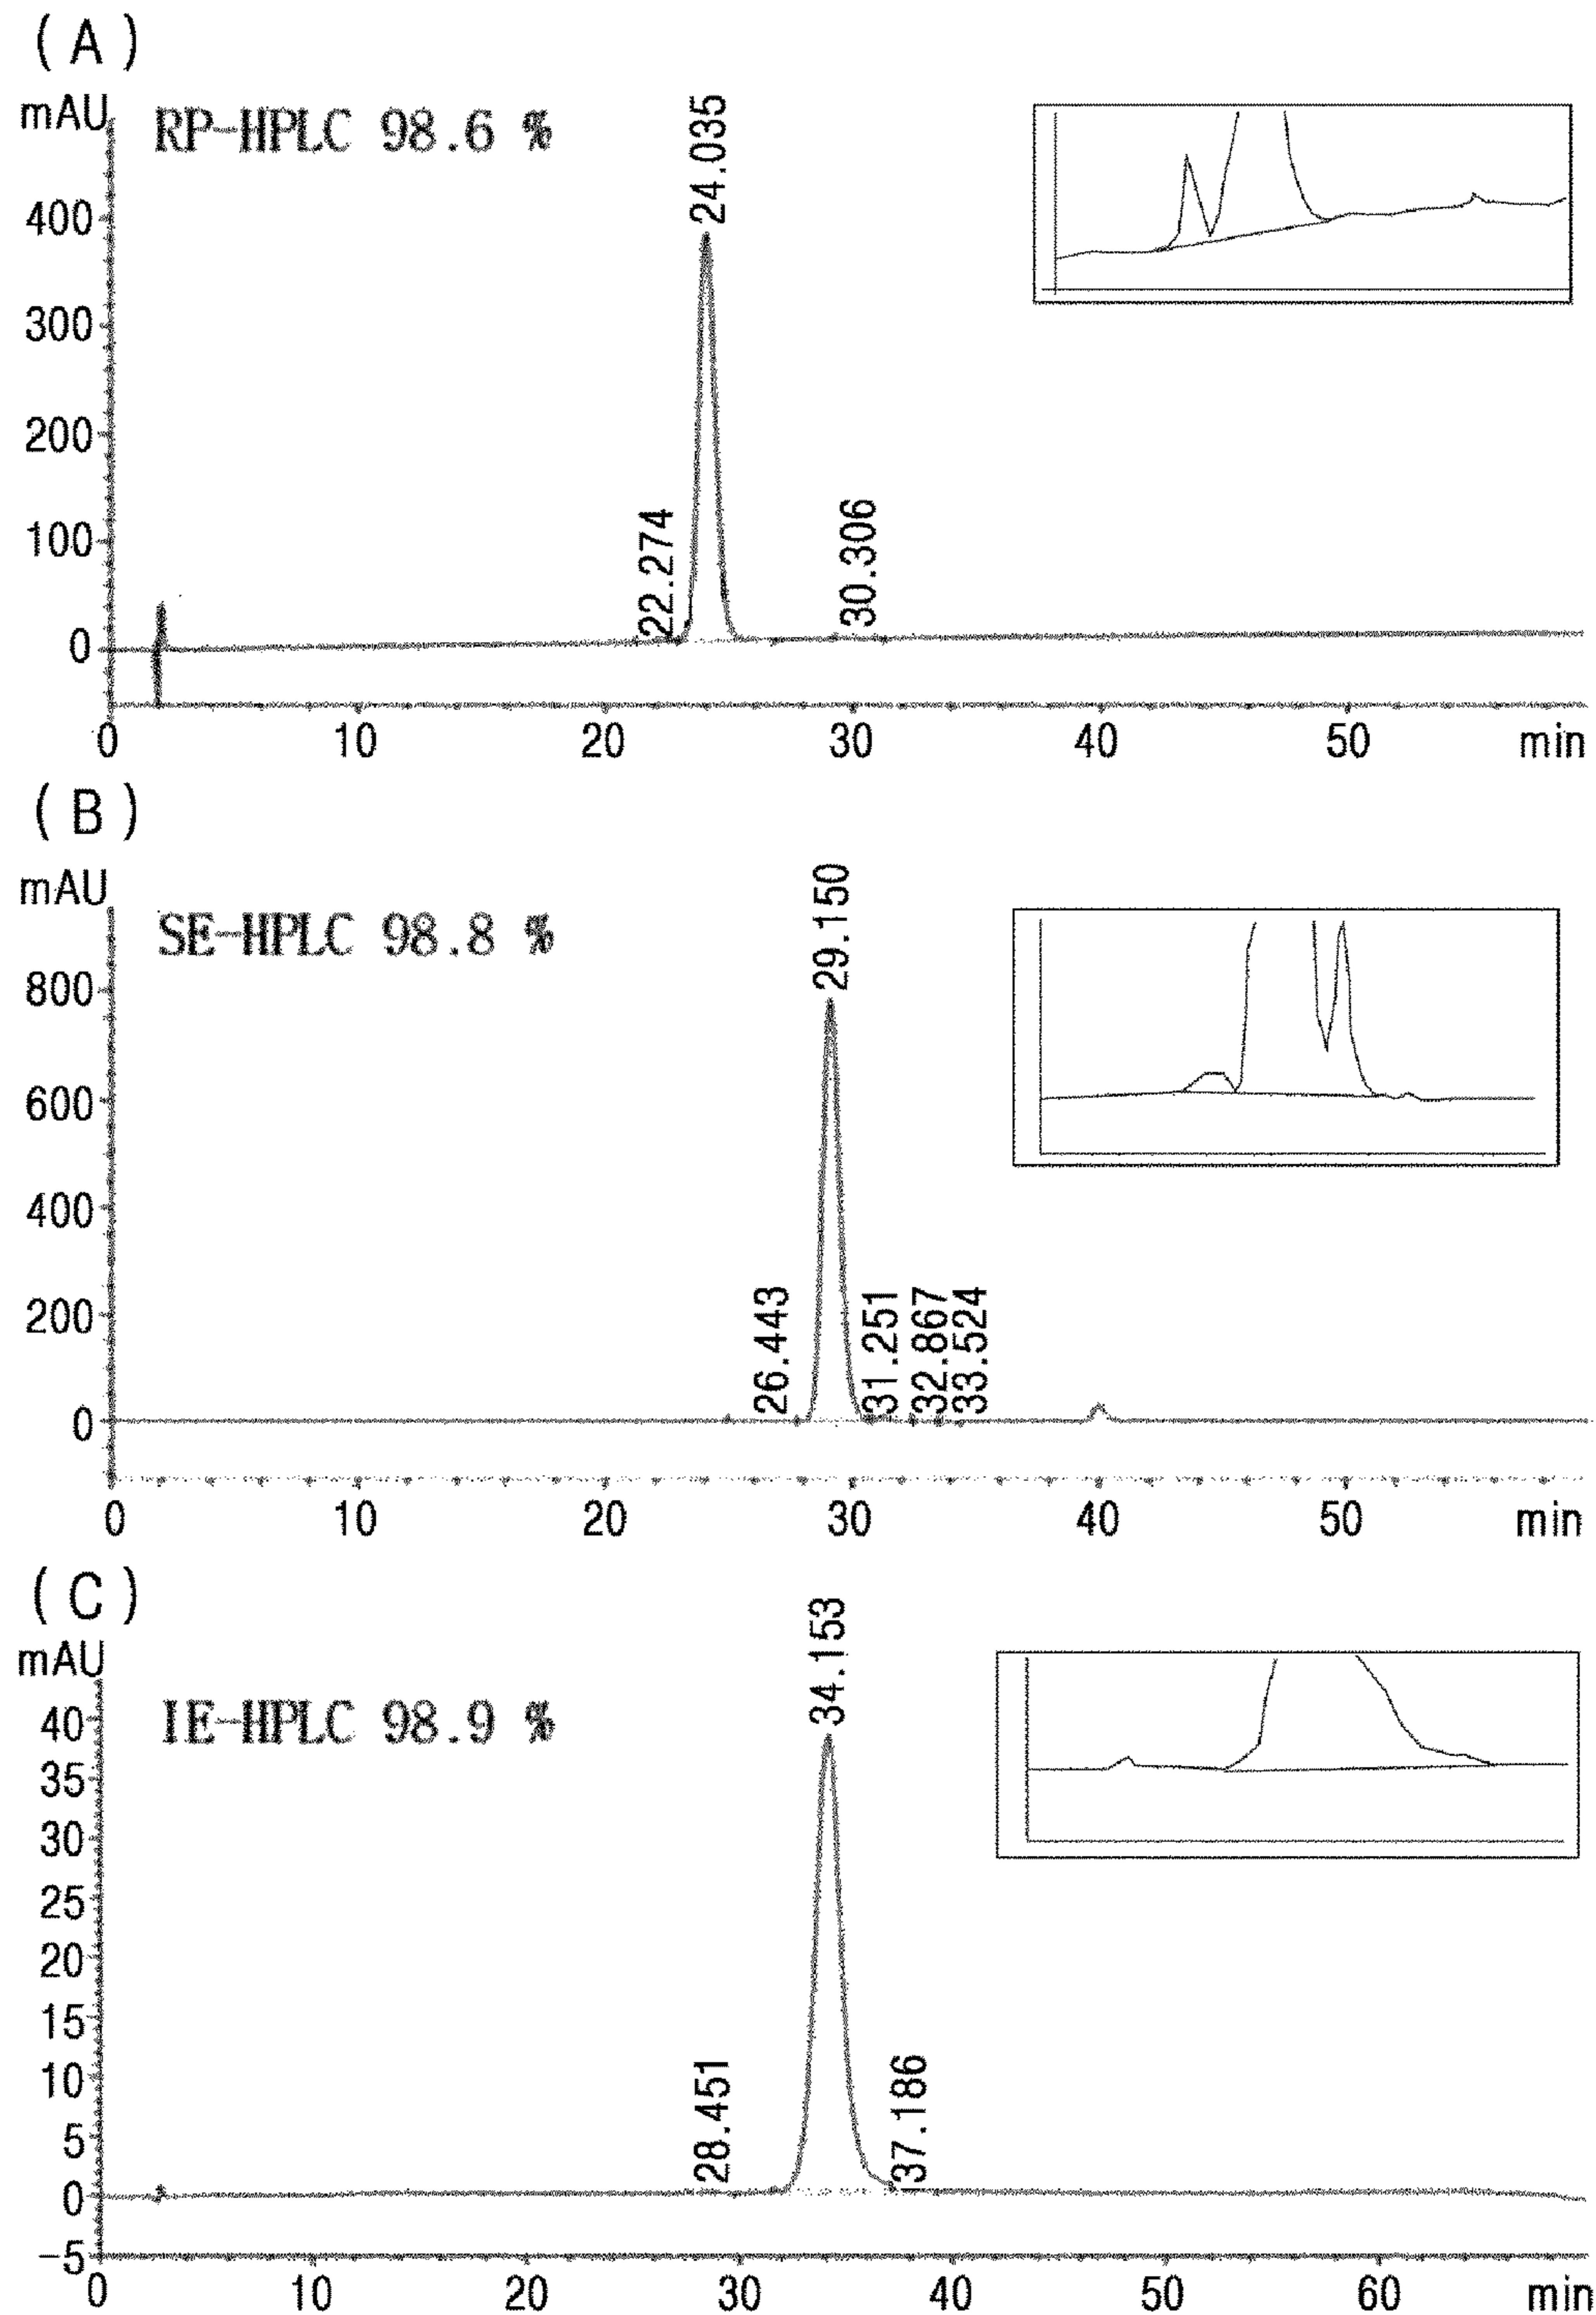 (A)
mAU
RP-HPLC 98.6 %
24.035
400
300
200
100
0
22.274
30.306
0 10 20 30 40 50 min
(B)
mAU
SE-HPLC 98.8 %
29.150
800
600
400
200
0
26.443
31.251
32.867
33.524
0 10 20 30 40 50 min
(C)
mAU
IE-HPLC 98.9 %
34.153
40
35
30
25
20
15
10
5
0
-5
28.451
37.186
0 10 20 30 40 50 60 min